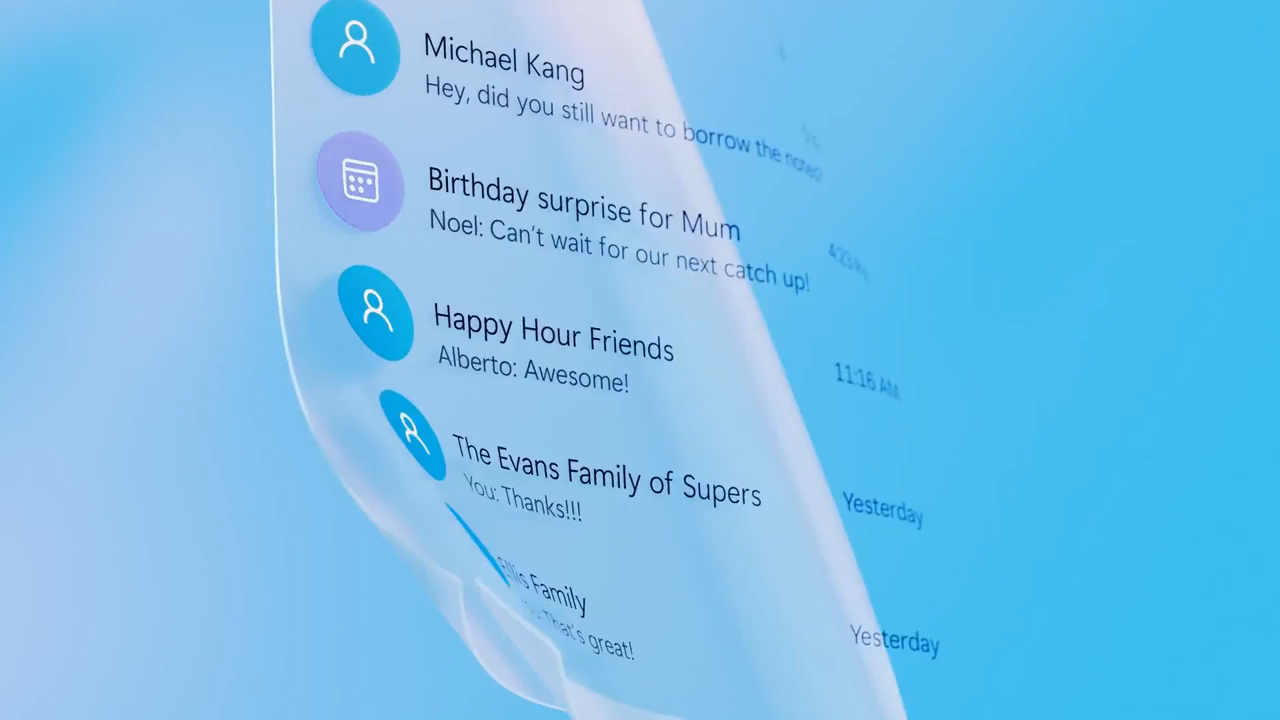 Michael Kang
Hey, did you still want to borrow the notes?
Birthday surprise for Mum
Noel: Can't wait for our next catch up!
Happy Hour Friends
11:16 AM
Alberto: Awesome!
The Evans Family of Supers
Yesterday
You: Thanks!!!
Ellis Family
Yesterday
That's great!